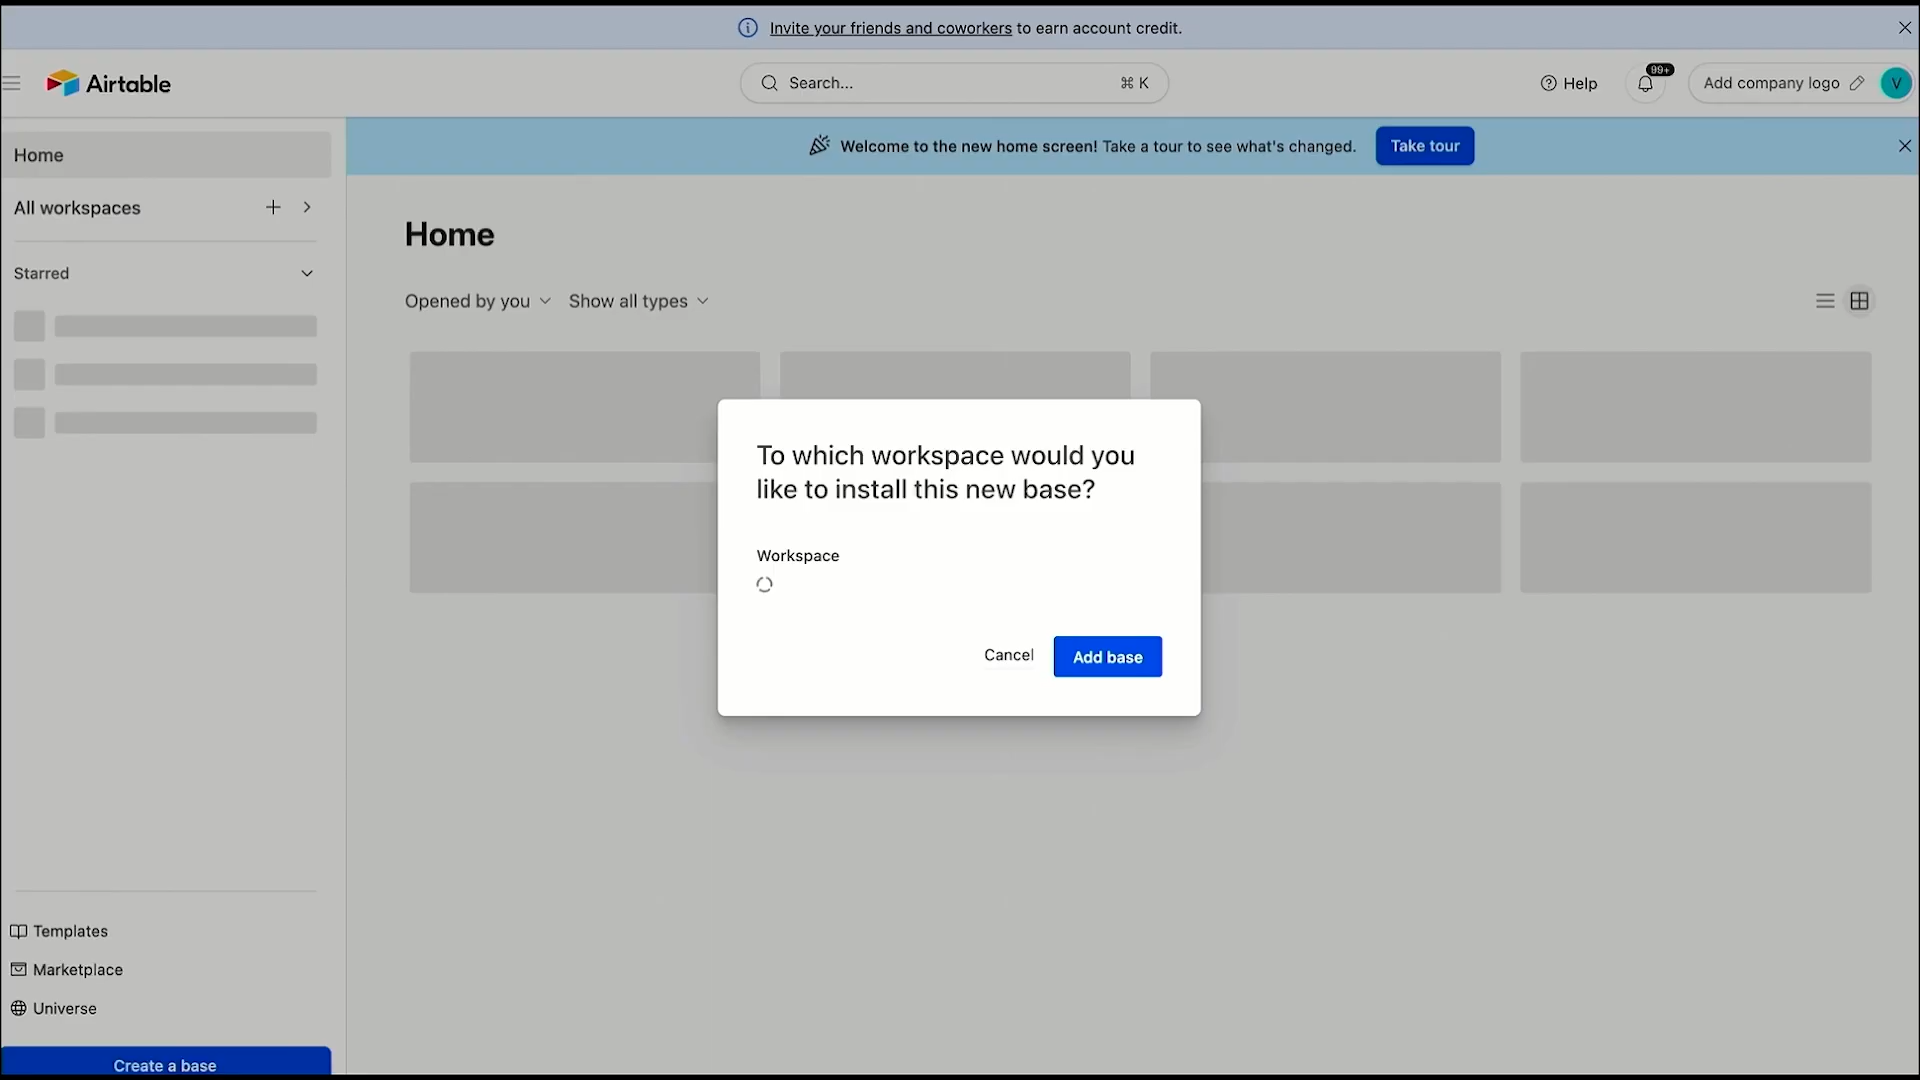 Invite your friends and coworkers to earn account credit.
Airtable
Search...
⌘ K
Help
99+
Add company logo
V
Home
All workspaces
Starred
Welcome to the new home screen! Take a tour to see what's changed.
Take tour
Home
Opened by you
Show all types
To which workspace would you
like to install this new base?
Workspace
Cancel
Add base
Templates
Marketplace
Universe
Create a base